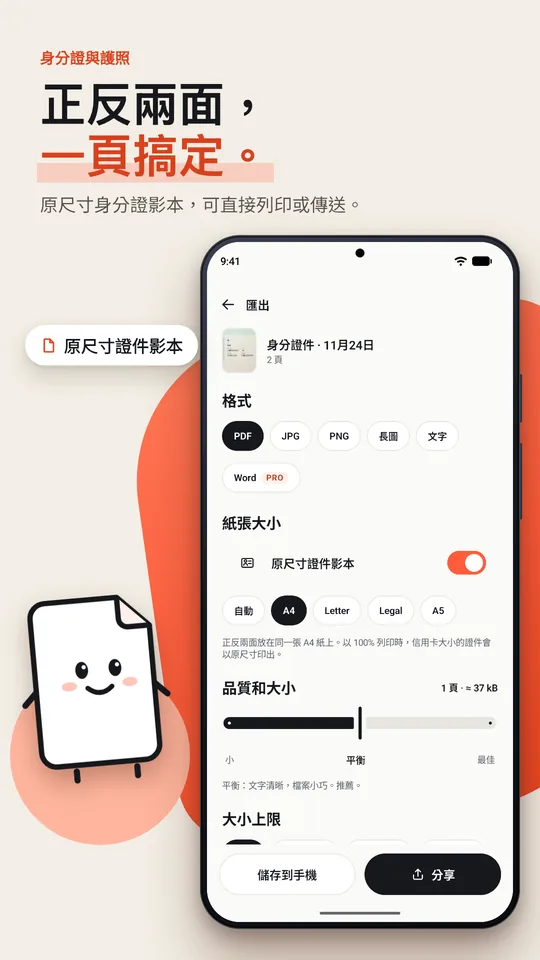 身分證與護照
正反兩面，
一頁搞定。
原尺寸身分證影本，可直接列印或傳送。
9:41
匯出
原尺寸證件影本
身分證件 · 11月24日
2 頁
格式
PDF JPG PNG 長圖 文字
Word PRO
紙張大小
原尺寸證件影本
自動 A4 Letter Legal A5
正反兩面放在同一張 A4 紙上。以 100% 列印時，信用卡大小的證件會
以原尺寸印出。
品質和大小 1 頁 · ≈ 37 kB
小 平衡 最佳
平衡：文字清晰，檔案小巧。推薦。
大小上限
儲存到手機 分享